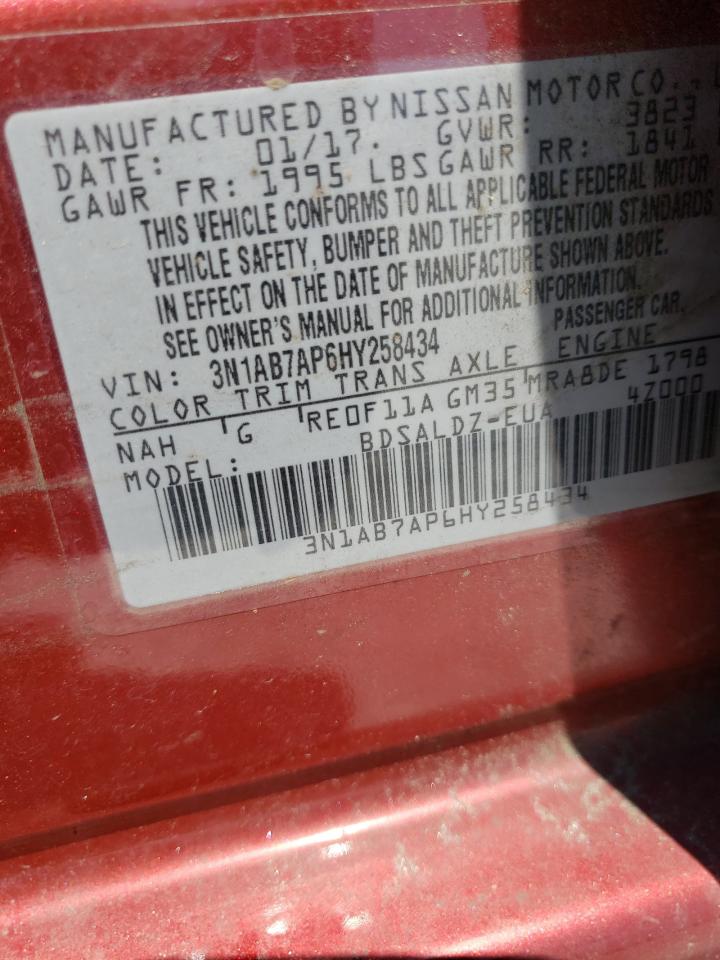 MANUFACTURED BY NISSAN MOTOR CO.,
DATE: 01/17. GVWR: 3823
GAWR FR: 1995 LBS GAWR RR: 1841
THIS VEHICLE CONFORMS TO ALL APPLICABLE FEDERAL MOTOR
VEHICLE SAFETY, BUMPER AND THEFT PREVENTION STANDARDS
IN EFFECT ON THE DATE OF MANUFACTURE SHOWN ABOVE.
SEE OWNER'S MANUAL FOR ADDITIONAL INFORMATION.
VIN: 3N1AB7AP6HY258434 PASSENGER CAR.
COLOR TRIM TRANS AXLE ENGINE
NAH G RE0F11A GM35 MRA8DE 1798
MODEL: BDSALDZ-EUA 4Z000
3N1AB7AP6HY258434